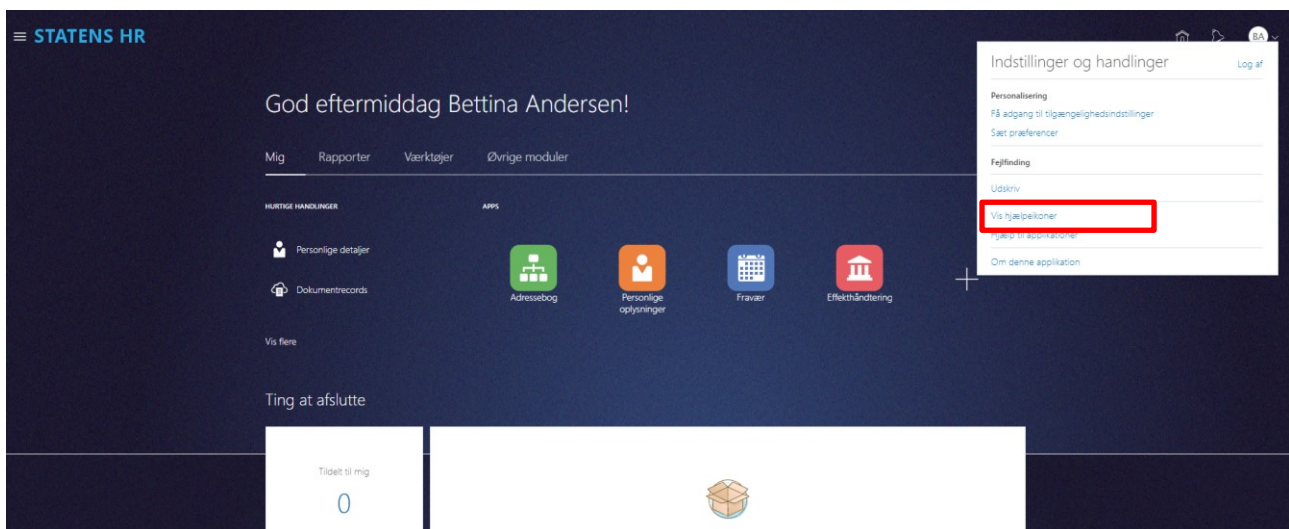 STATENS HR
BA
Indstillinger og handlinger
Log af
Personalisering
Få adgang til tilgængelighedsindstillinger
Sæt præferencer
Fejlfinding
Udskriv
Vis hjælpeikoner
Hjælp til applikationer
Om denne applikation
God eftermiddag Bettina Andersen!
Mig Rapporter Værktøjer Øvrige moduler
HURTIGE HANDLINGER
APPS
Personlige detaljer
Dokumentrecords
Vis flere
Adressebog
Personlige
oplysninger
Fravær
Effekthåndtering
Ting at afslutte
Tildelt til mig
0